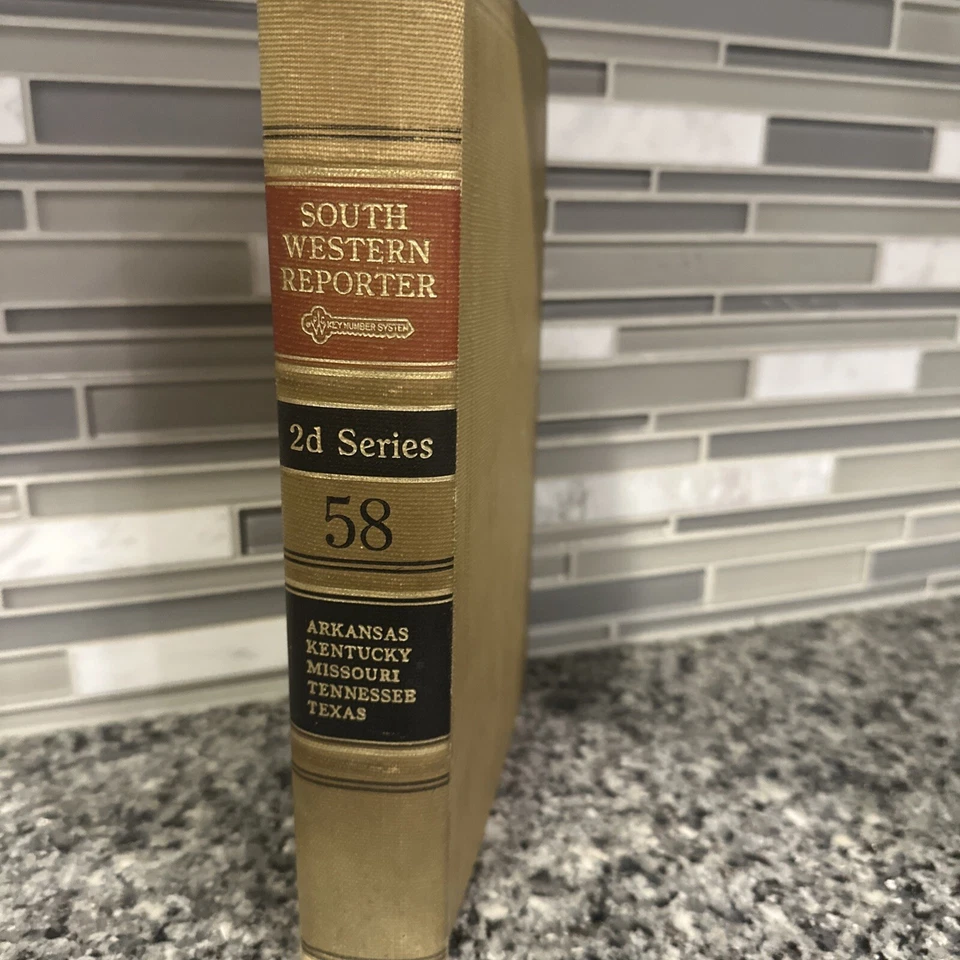 SOUTH
WESTERN
REPORTER
KEY NUMBER SYSTEM
2d Series
58
ARKANSAS
KENTUCKY
MISSOURI
TENNESSEE
TEXAS